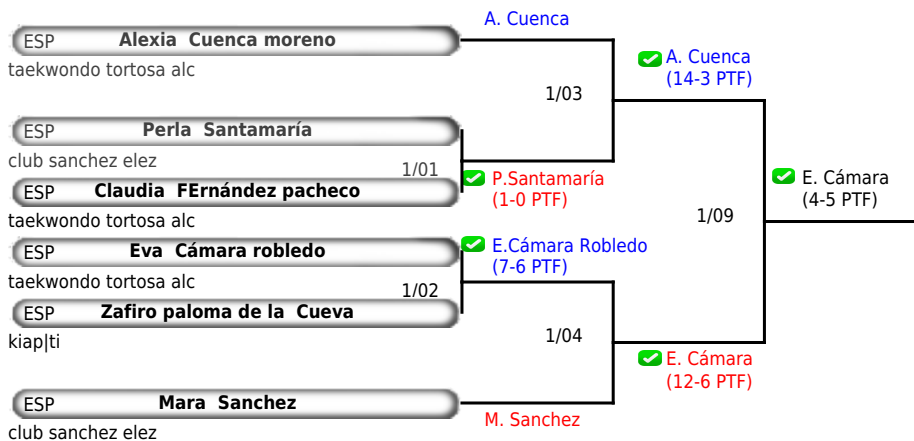 A. Cuenca
ESP Alexia Cuenca moreno
taekwondo tortosa alc
A. Cuenca
(14-3 PTF)
1/03
ESP Perla Santamaría
club sanchez elez
1/01
ESP Claudia FErnández pacheco
taekwondo tortosa alc
P.Santamaría
(1-0 PTF)
E. Cámara
(4-5 PTF)
1/09
ESP Eva Cámara robledo
taekwondo tortosa alc
E.Cámara Robledo
(7-6 PTF)
1/02
ESP Zafiro paloma de la Cueva
kiap|ti
1/04
E. Cámara
(12-6 PTF)
ESP Mara Sanchez
club sanchez elez
M. Sanchez